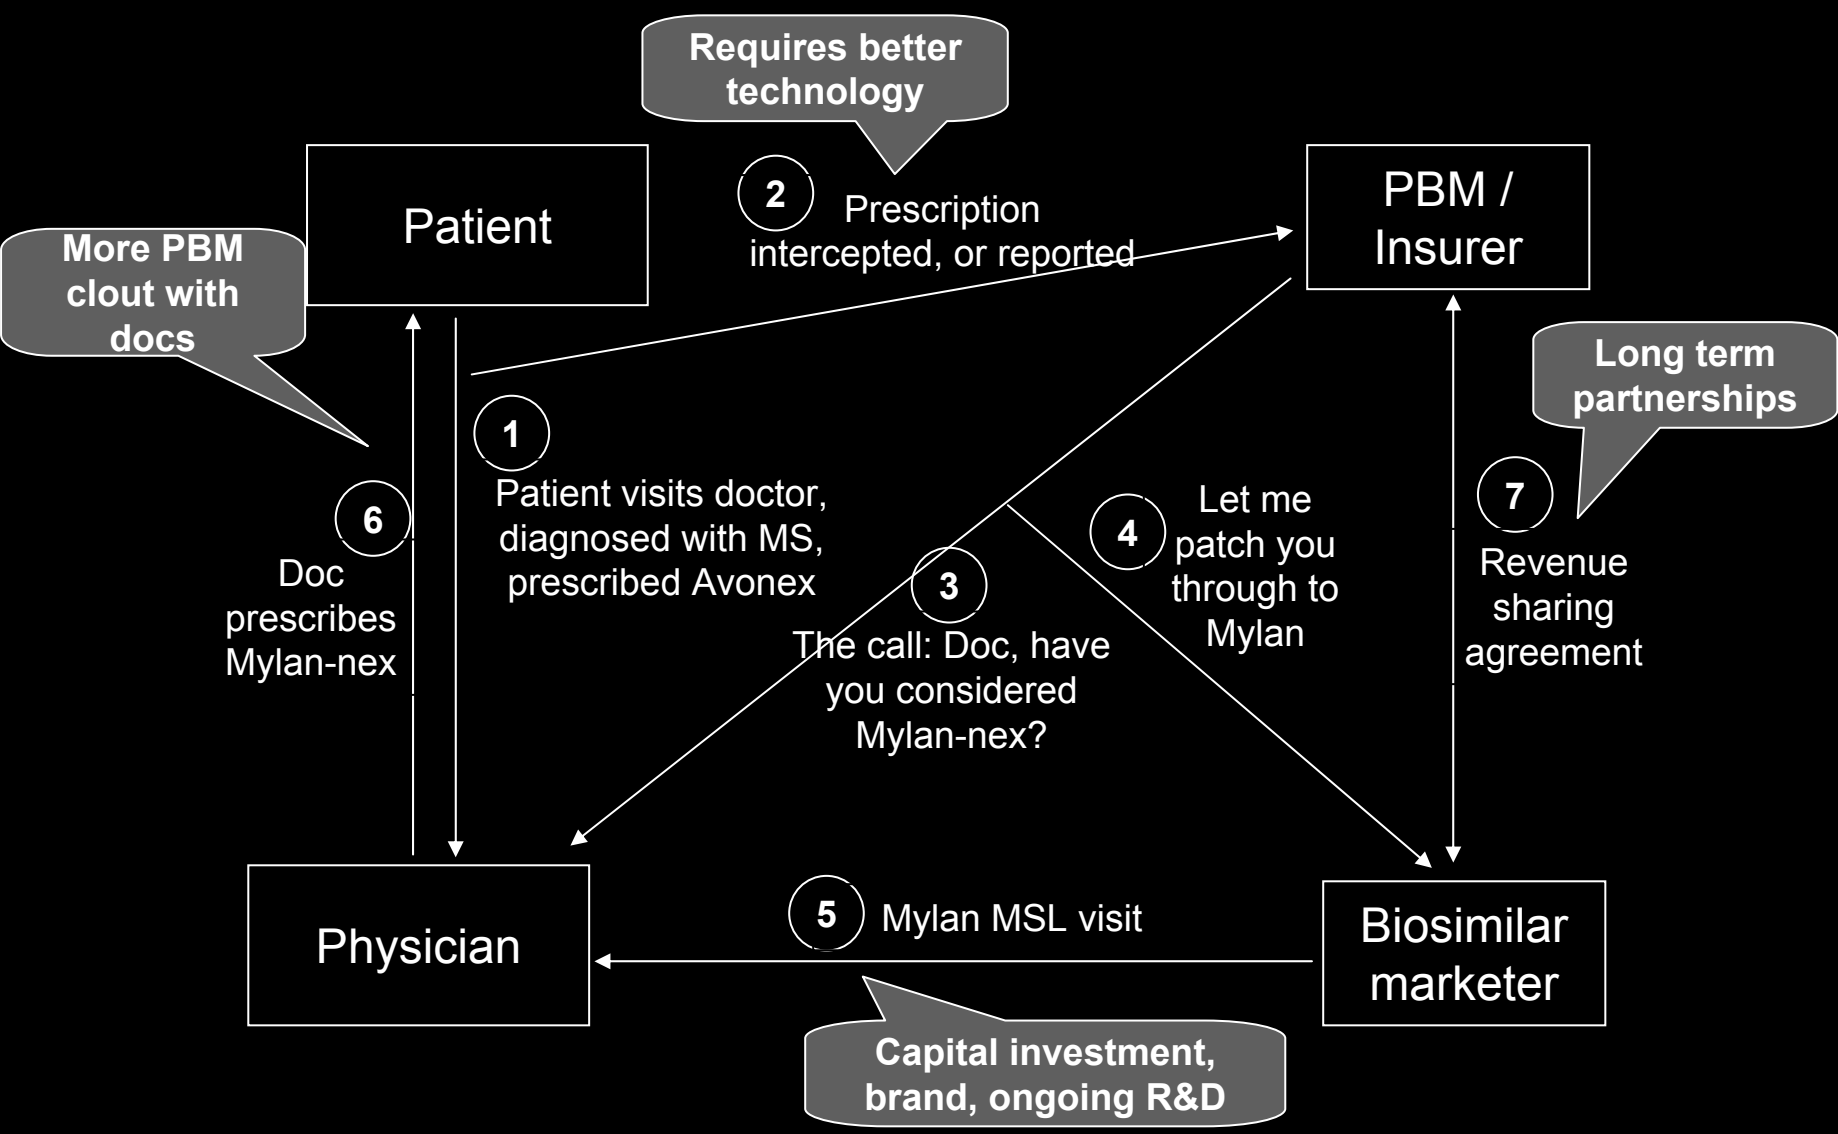 Requires better
technology
Patient
2
Prescription
intercepted, or reported
PBM /
Insurer
More PBM
clout with
docs
Long term
partnerships
1
Patient visits doctor,
diagnosed with MS,
prescribed Avonex
6
Doc
prescribes
Mylan-nex
3
The call: Doc, have
you considered
Mylan-nex?
4
Let me
patch you
through to
Mylan
7
Revenue
sharing
agreement
Physician
5
Mylan MSL visit
Biosimilar
marketer
Capital investment,
brand, ongoing R&D